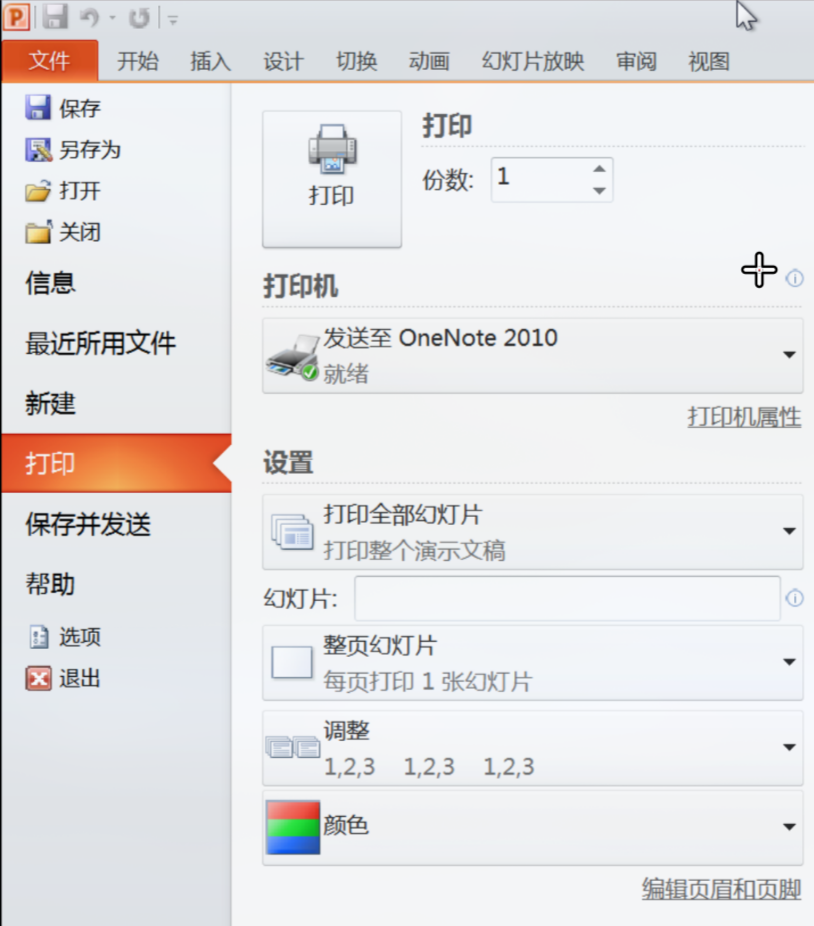 P
文件 开始 插入 设计 切换 动画 幻灯片放映 审阅 视图
保存
另存为
打开
关闭
信息
最近所用文件
新建
打印
保存并发送
帮助
选项
退出
打印
打印
份数: 1
打印机
发送至 OneNote 2010
就绪
打印机属性
设置
打印全部幻灯片
打印整个演示文稿
幻灯片:
整页幻灯片
每页打印 1 张幻灯片
调整
1,2,3 1,2,3 1,2,3
颜色
编辑页眉和页脚